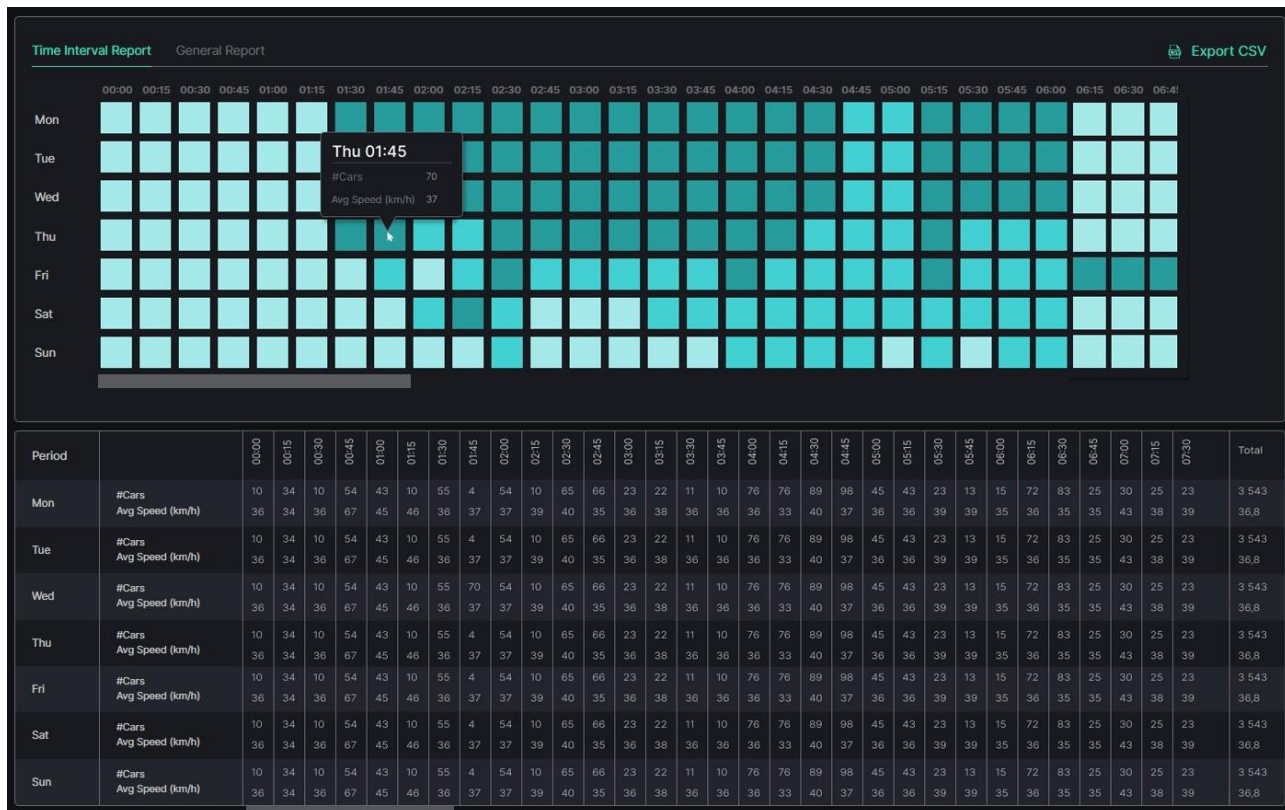 Time Interval Report General Report Export CSV
00:00 00:15 00:30 00:45 01:00 01:15 01:30 01:45 02:00 02:15 02:30 02:45 03:00 03:15 03:30 03:45 04:00 04:15 04:30 04:45 05:00 05:15 05:30 05:45 06:00 06:15 06:30 06:4
Mon
Thu 01:45
Tue
#Cars 70
Wed
Avg Speed (km/h) 37
Thu
Fri
Sat
Sun
Period 00:00 00:15 00:30 00:45 01:00 01:15 01:30 01:45 02:00 02:15 02:30 02:45 03:00 03:15 03:30 03:45 04:00 04:15 04:30 04:45 05:00 05:15 05:30 05:45 06:00 06:15 06:30 06:45 07:00 07:15 07:30 Total
Mon
#Cars 10 34 10 54 43 10 55 4 54 10 65 66 23 22 11 10 76 76 89 98 45 43 23 13 15 72 83 25 30 25 23 3 543
Avg Speed (km/h) 36 34 36 67 45 46 36 37 37 39 40 35 36 38 36 36 36 33 40 37 36 36 39 39 35 36 35 35 43 38 39 36,8
Tue
#Cars 10 34 10 54 43 10 55 4 54 10 65 66 23 22 11 10 76 76 89 98 45 43 23 13 15 72 83 25 30 25 23 3 543
Avg Speed (km/h) 36 34 36 67 45 46 36 37 37 39 40 35 36 38 36 36 36 33 40 37 36 36 39 39 35 36 35 35 43 38 39 36,8
Wed
#Cars 10 34 10 54 43 10 55 70 54 10 65 66 23 22 11 10 76 76 89 98 45 43 23 13 15 72 83 25 30 25 23 3 543
Avg Speed (km/h) 36 34 36 67 45 46 36 37 37 39 40 35 36 38 36 36 36 33 40 37 36 36 39 39 35 36 35 35 43 38 39 36,8
Thu
#Cars 10 34 10 54 43 10 55 4 54 10 65 66 23 22 11 10 76 76 89 98 45 43 23 13 15 72 83 25 30 25 23 3 543
Avg Speed (km/h) 36 34 36 67 45 46 36 37 37 39 40 35 36 38 36 36 36 33 40 37 36 36 39 39 35 36 35 35 43 38 39 36,8
Fri
#Cars 10 34 10 54 43 10 55 4 54 10 65 66 23 22 11 10 76 76 89 98 45 43 23 13 15 72 83 25 30 25 23 3 543
Avg Speed (km/h) 36 34 36 67 45 46 36 37 37 39 40 35 36 38 36 36 36 33 40 37 36 36 39 39 35 36 35 35 43 38 39 36,8
Sat
#Cars 10 34 10 54 43 10 55 4 54 10 65 66 23 22 11 10 76 76 89 98 45 43 23 13 15 72 83 25 30 25 23 3 543
Avg Speed (km/h) 36 34 36 67 45 46 36 37 37 39 40 35 36 38 36 36 36 33 40 37 36 36 39 39 35 36 35 35 43 38 39 36,8
Sun
#Cars 10 34 10 54 43 10 55 4 54 10 65 66 23 22 11 10 76 76 89 98 45 43 23 13 15 72 83 25 30 25 23 3 543
Avg Speed (km/h) 36 34 36 67 45 46 36 37 37 39 40 35 36 38 36 36 36 33 40 37 36 36 39 39 35 36 35 35 43 38 39 36,8